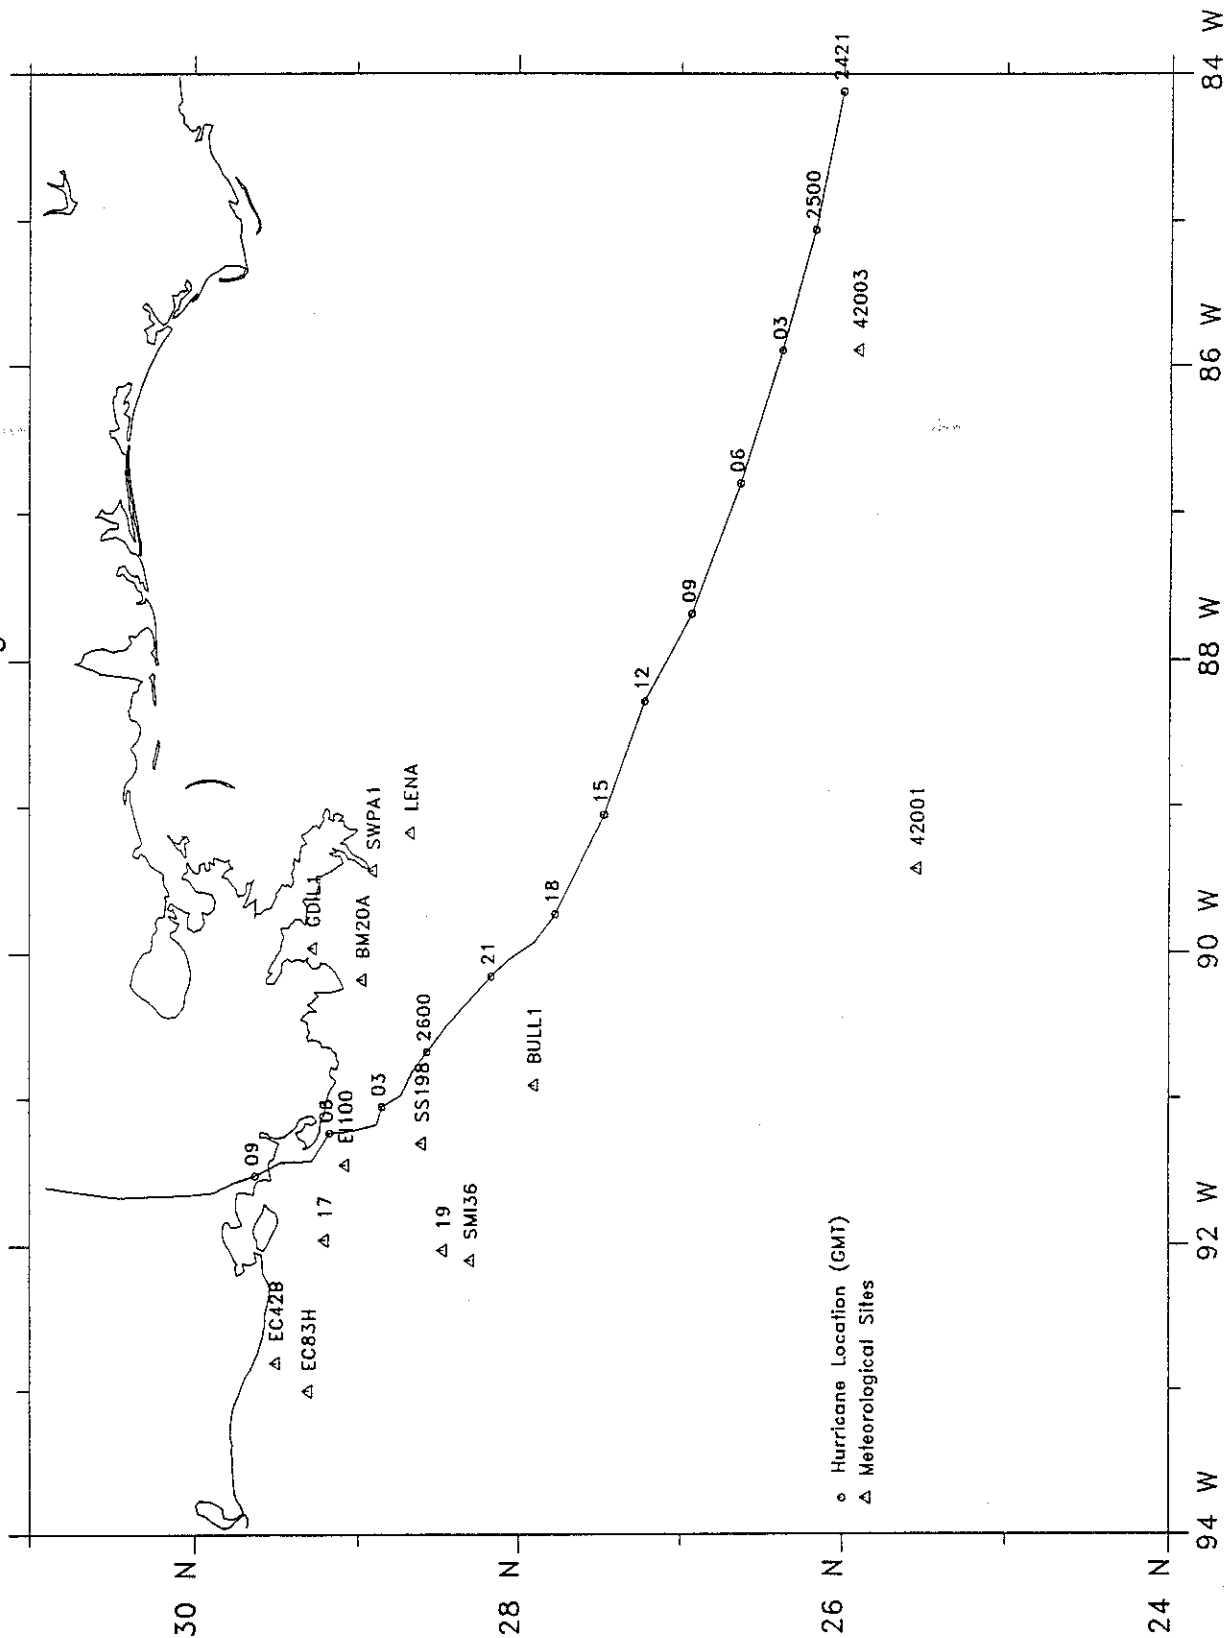 30 N
28 N
26 N
24 N
94 W
92 W
90 W
88 W
86 W
84 W
2421
2500
03
06
09
12
15
18
21
2600
03
06
09
42003
42001
LENA
SWPA1
GDIL1
BM20A
BULL1
SS198
EI100
17
19
SMI36
EC42B
EC83H
Hurricane Location (GMT)
Meteorological Sites